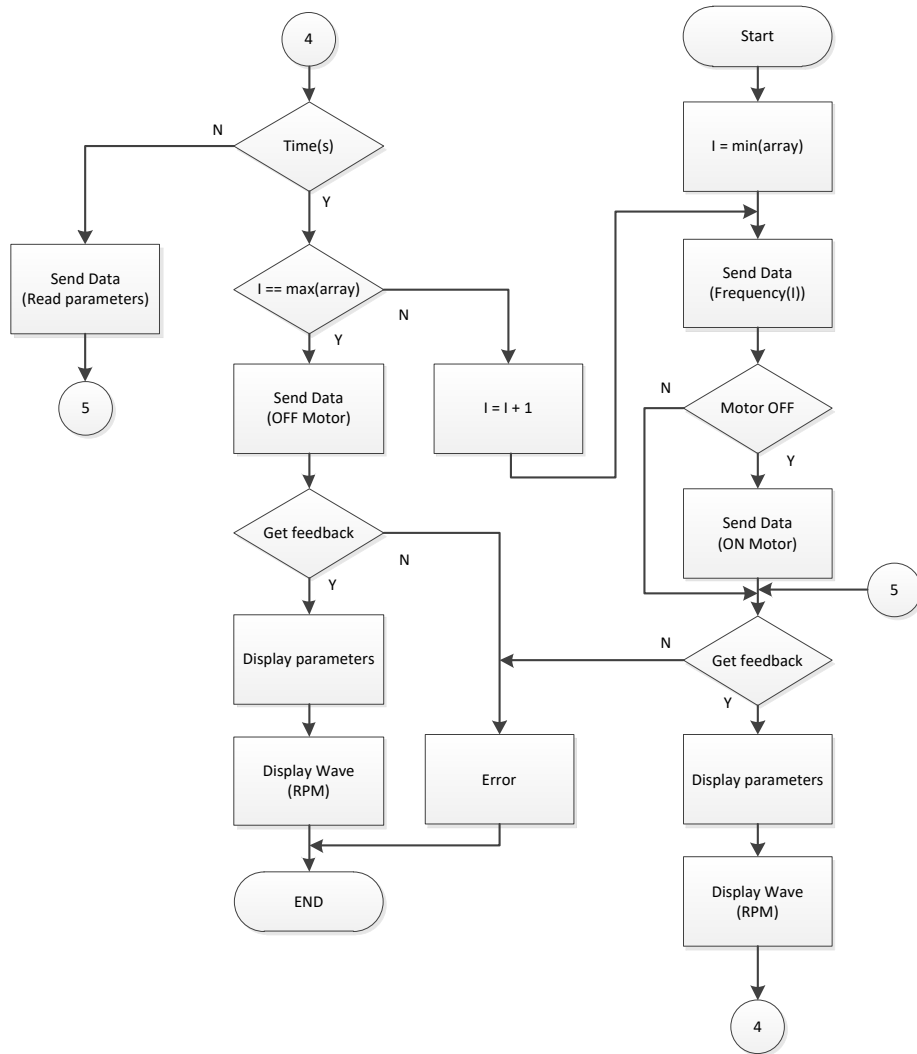 4
Start
N
Time(s)
I = min(array)
Y
Send Data
(Read parameters)
I == max(array)
N
Send Data
(Frequency(I))
Y
5
Send Data
(OFF Motor)
I = I + 1
N
Motor OFF
Y
Get feedback
N
Send Data
(ON Motor)
Y
5
Display parameters
N
Get feedback
Y
Display Wave
(RPM)
Error
Display parameters
END
Display Wave
(RPM)
4